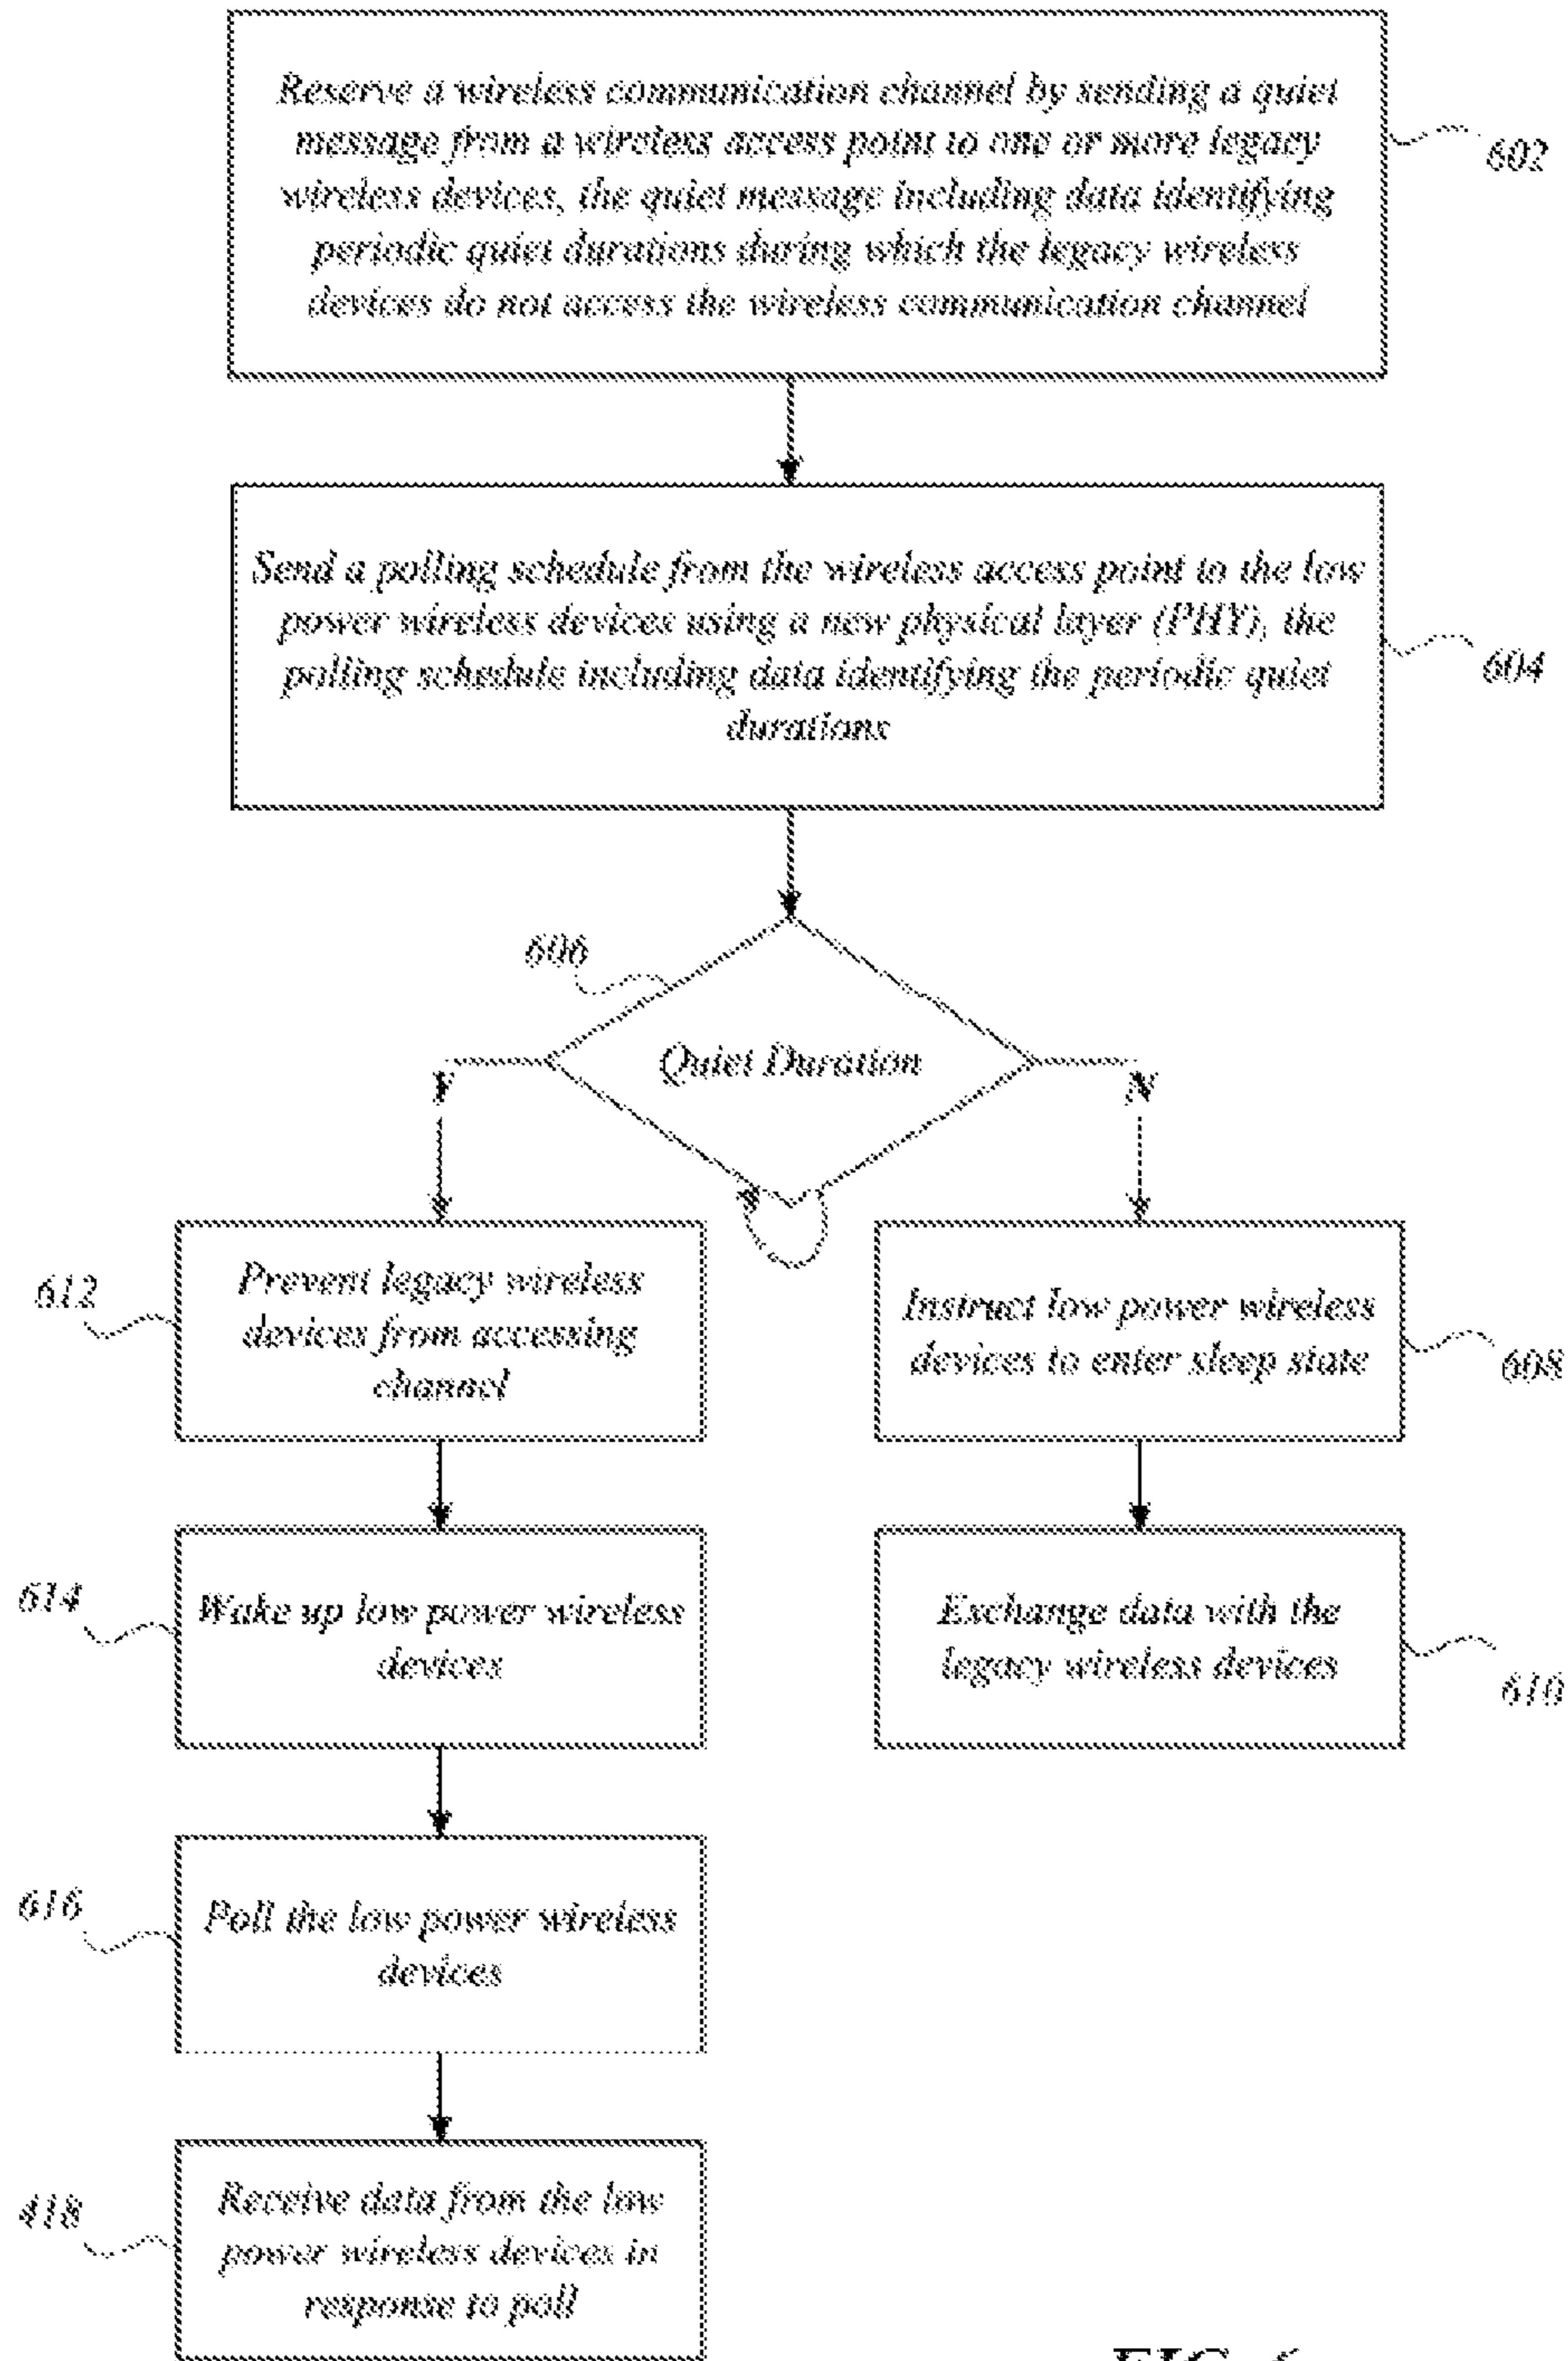 Reserve a wireless communication channel by sending a quiet
message from a wireless access point to one or more legacy
wireless devices, the quiet message including data identifying
periodic quiet durations during which the legacy wireless
devices do not access the wireless communication channel
602
Send a polling schedule from the wireless access point to the low
power wireless devices using a new physical layer (PHY), the
polling schedule including data identifying the periodic quiet
durations
604
606
Quiet Duration
Y
N
612
Prevent legacy wireless
devices from accessing
channel
Instruct low power wireless
devices to enter sleep state
608
614
Wake up low power wireless
devices
Exchange data with the
legacy wireless devices
610
616
Poll the low power wireless
devices
418
Receive data from the low
power wireless devices in
response to poll
FIG. 6